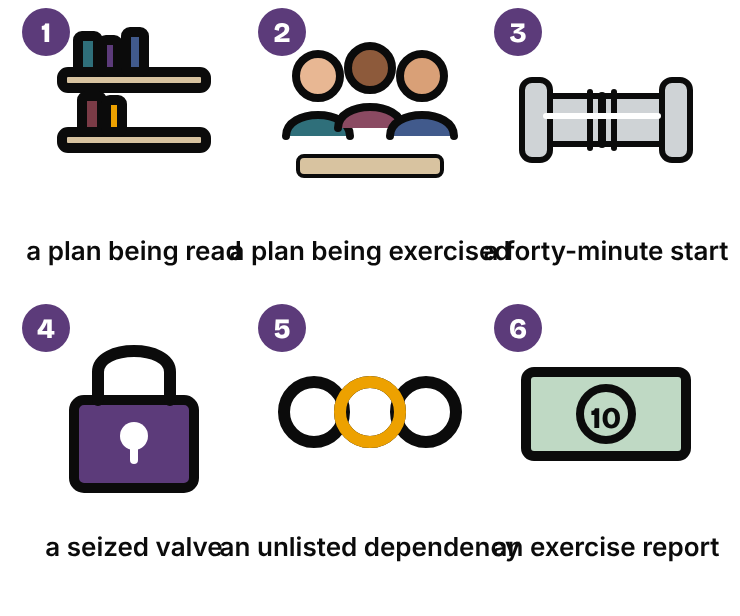 1
2
3
a plan being read
a plan being exercised
a forty-minute start
4
5
6
10
a seized valve
an unlisted dependency
an exercise report